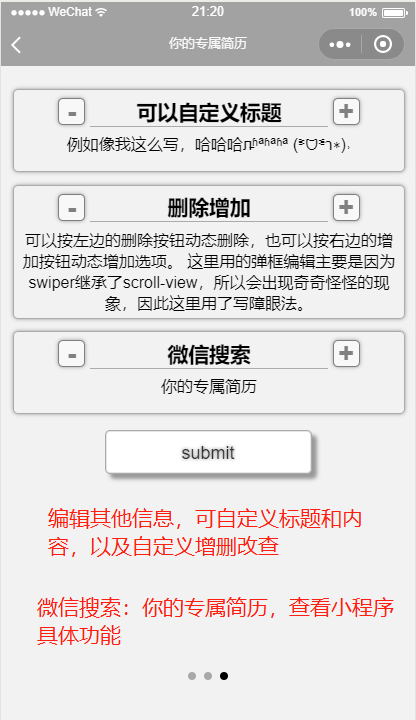 WeChat 21:20 100%
你的专属简历
- 可以自定义标题 +
例如像我这么写，哈哈哈
- 删除增加 +
可以按左边的删除按钮动态删除，也可以按右边的增
加按钮动态增加选项。 这里用的弹框编辑主要是因为
swiper继承了scroll-view，所以会出现奇奇怪怪的现
象，因此这里用了写障眼法。
- 微信搜索 +
你的专属简历
submit
编辑其他信息，可自定义标题和内
容，以及自定义增删改查
微信搜索：你的专属简历，查看小程序
具体功能